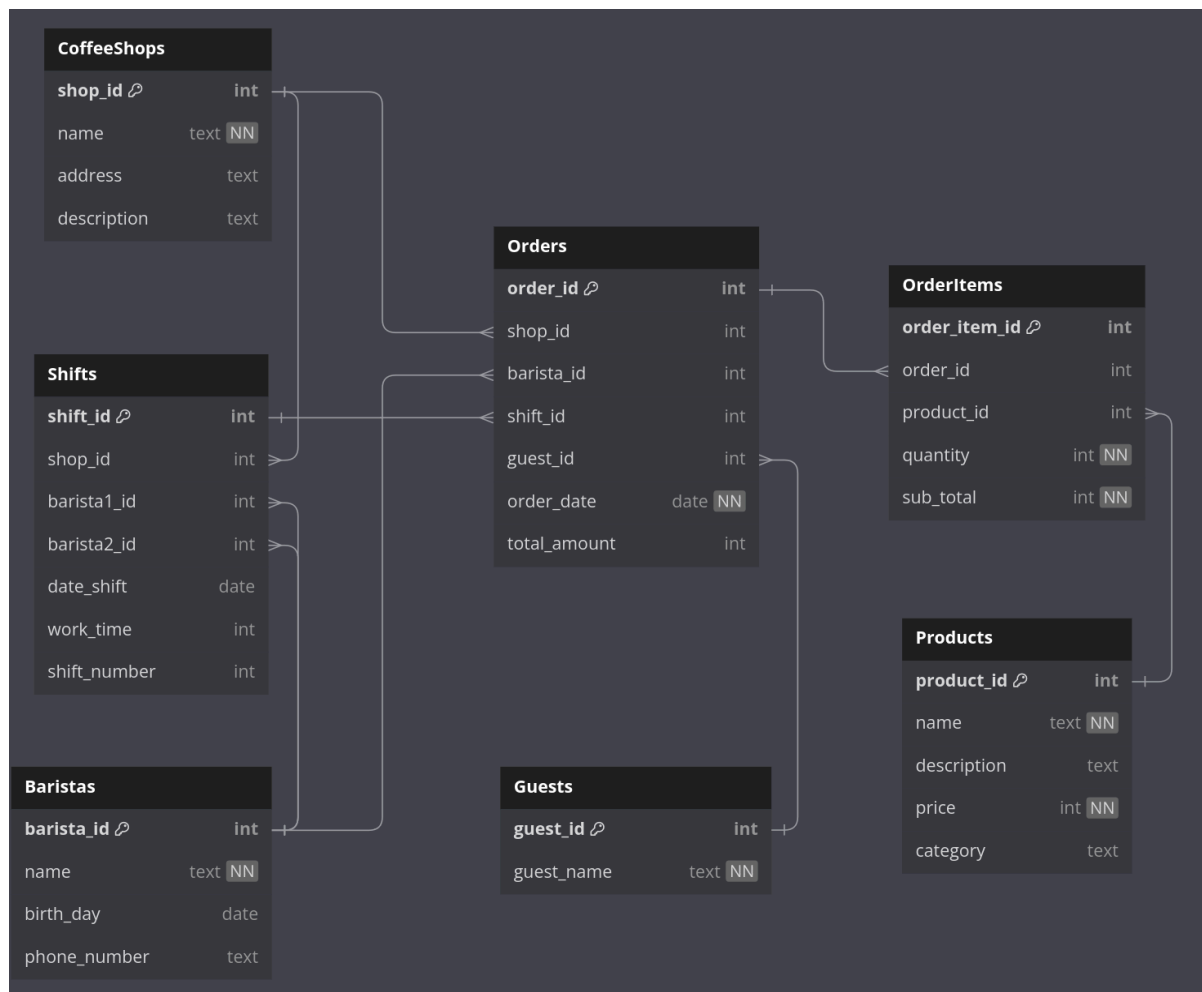 CoffeeShops
shop_id int
name text NN
address text
description text
Shifts
shift_id int
shop_id int
barista1_id int
barista2_id int
date_shift date
work_time int
shift_number int
Baristas
barista_id int
name text NN
birth_day date
phone_number text
Orders
order_id int
shop_id int
barista_id int
shift_id int
guest_id int
order_date date NN
total_amount int
Guests
guest_id int
guest_name text NN
OrderItems
order_item_id int
order_id int
product_id int
quantity int NN
sub_total int NN
Products
product_id int
name text NN
description text
price int NN
category text